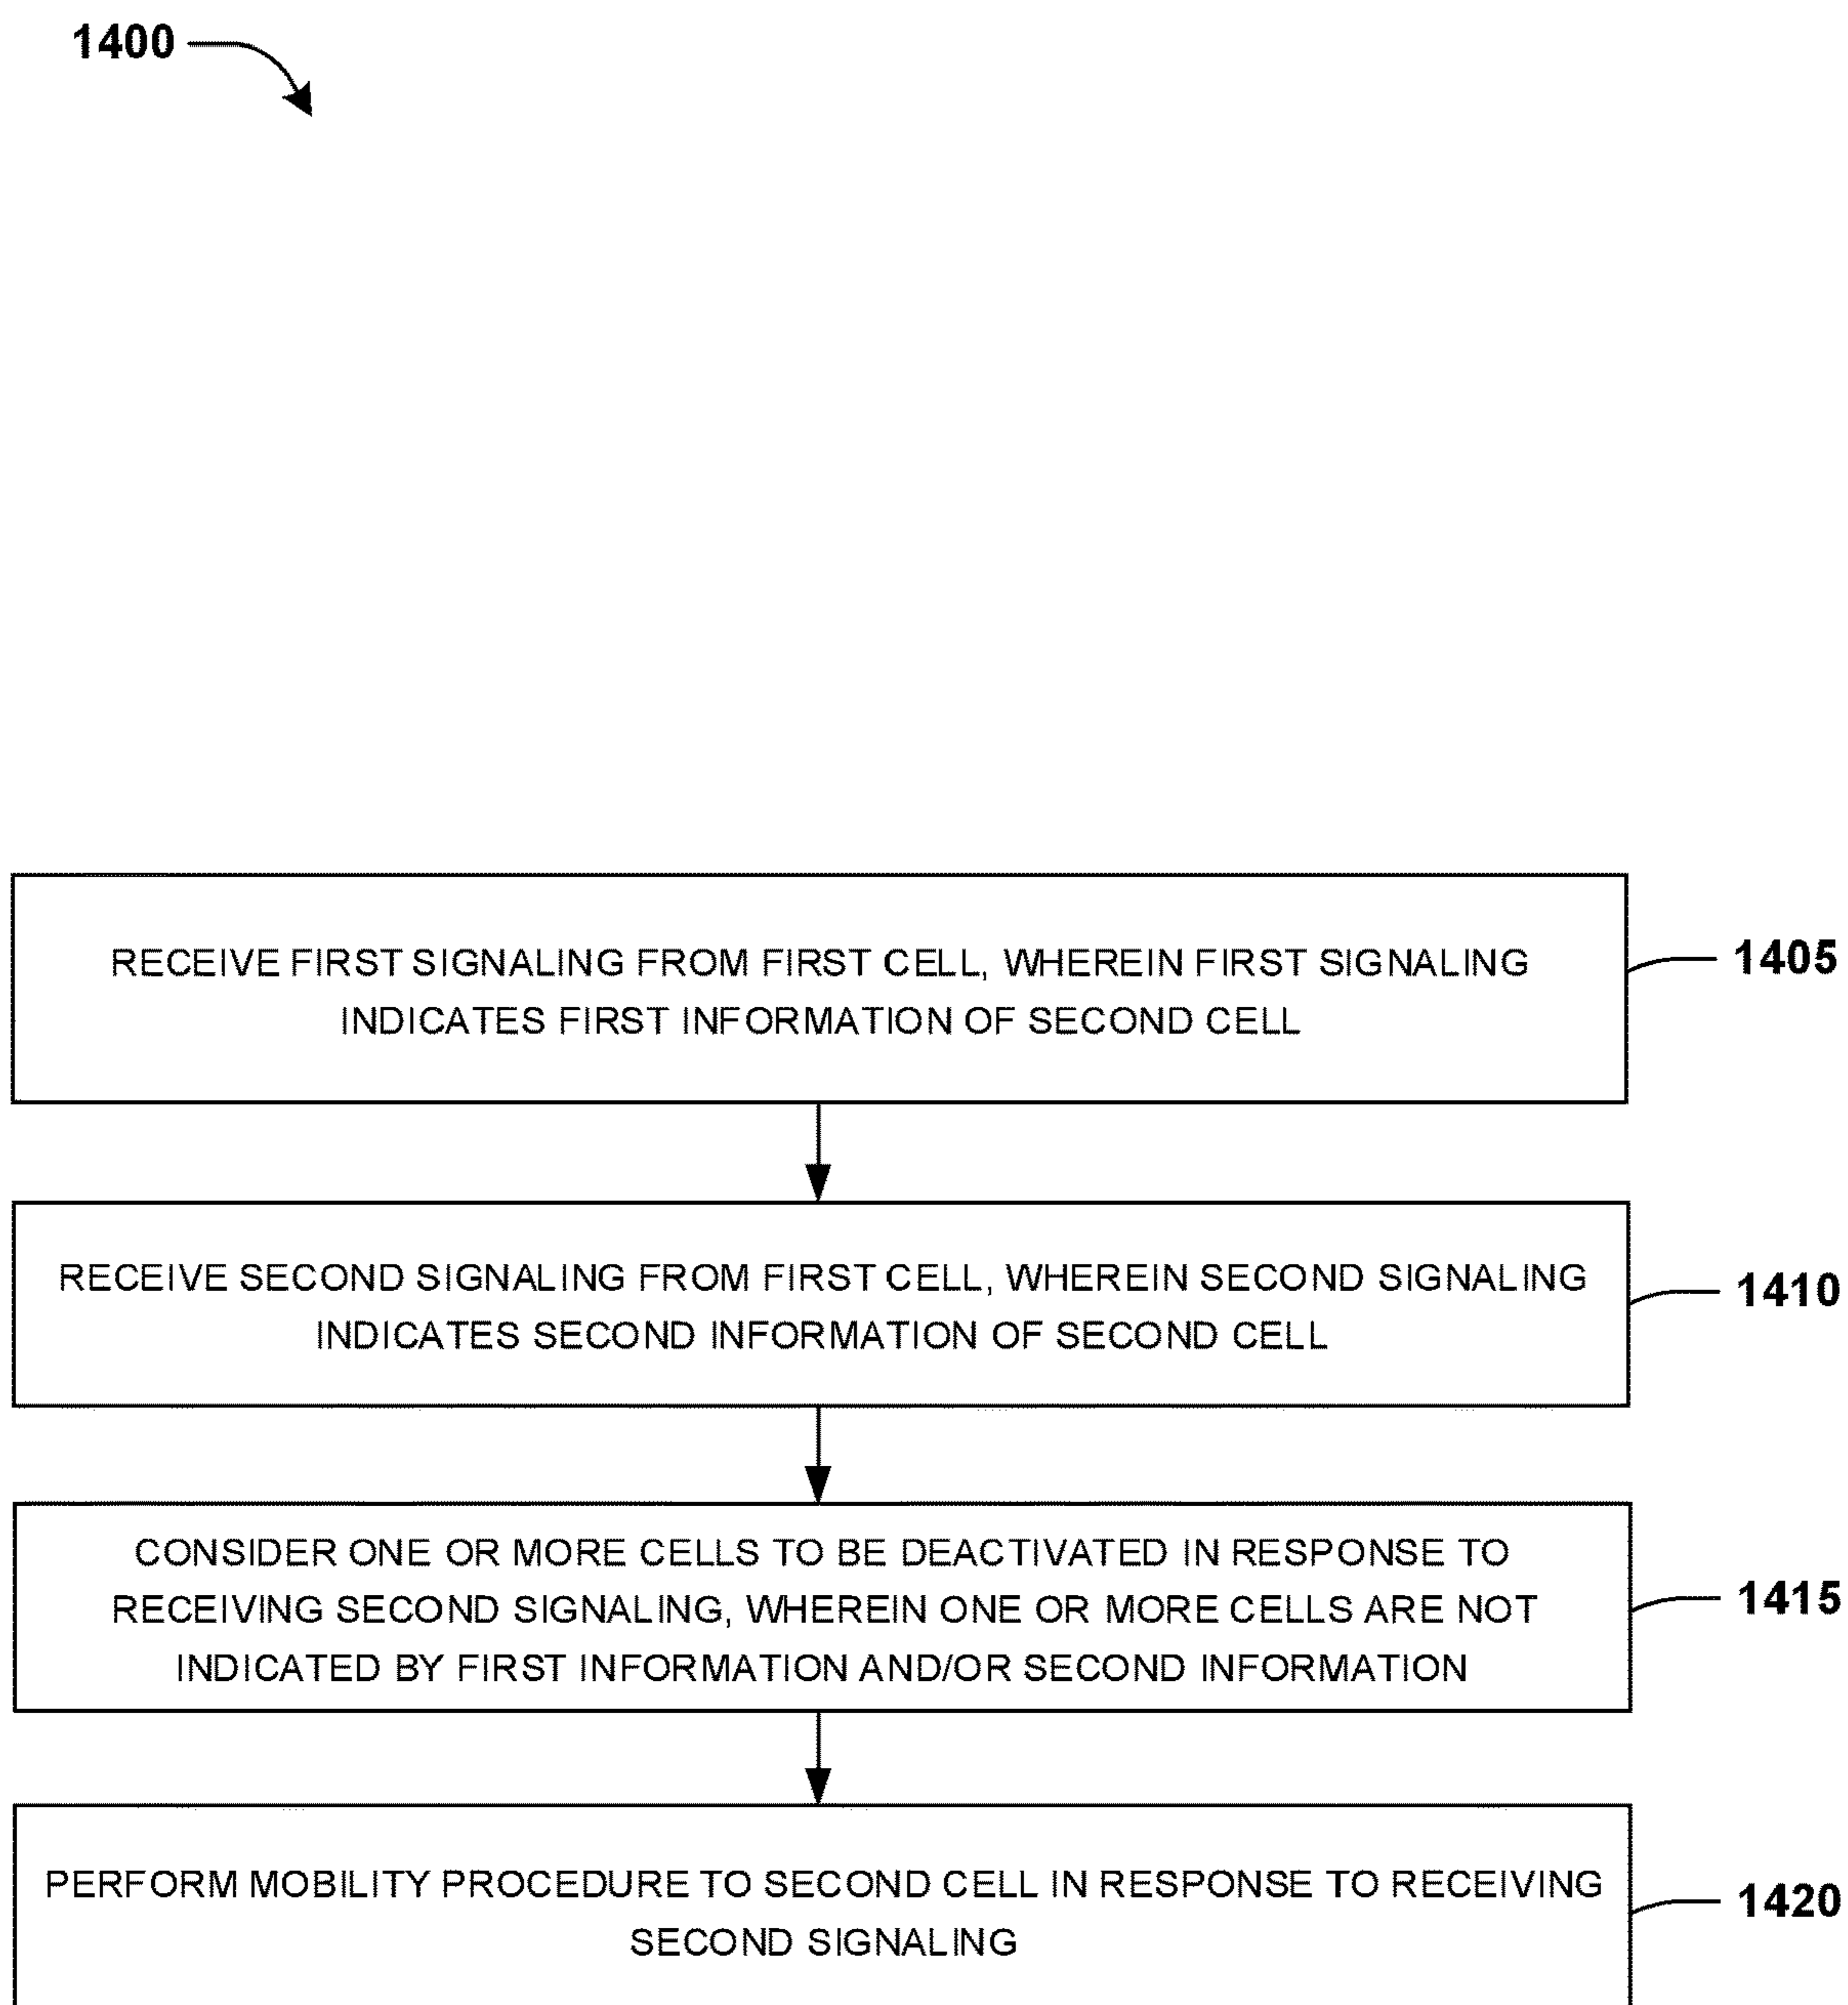 1400
RECEIVE FIRST SIGNALING FROM FIRST CELL, WHEREIN FIRST SIGNALING
INDICATES FIRST INFORMATION OF SECOND CELL
1405
RECEIVE SECOND SIGNALING FROM FIRST CELL, WHEREIN SECOND SIGNALING
INDICATES SECOND INFORMATION OF SECOND CELL
1410
CONSIDER ONE OR MORE CELLS TO BE DEACTIVATED IN RESPONSE TO
RECEIVING SECOND SIGNALING, WHEREIN ONE OR MORE CELLS ARE NOT
INDICATED BY FIRST INFORMATION AND/OR SECOND INFORMATION
1415
PERFORM MOBILITY PROCEDURE TO SECOND CELL IN RESPONSE TO RECEIVING
SECOND SIGNALING
1420